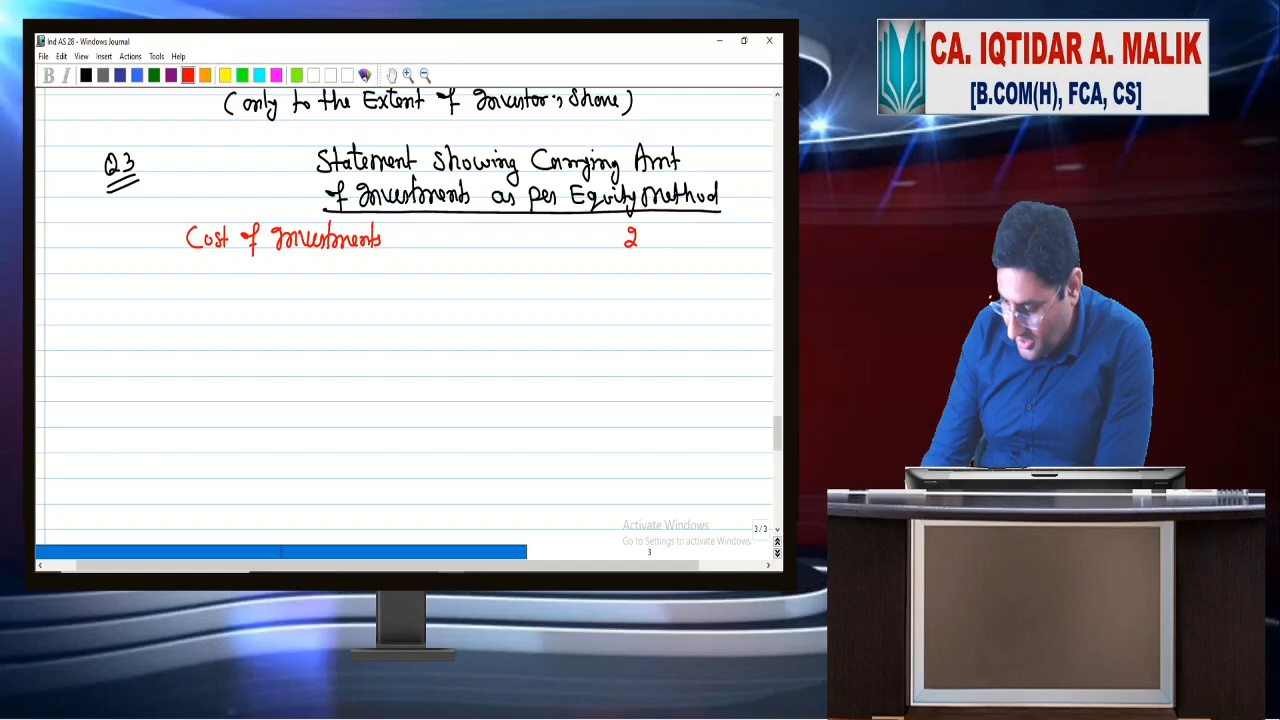 Ind AS 28 - Windows Journal
File Edit View Insert Actions Tools Help
B I
(only to the Extent of Investor's Share)
Q3
Statement Showing Carrying Amt
of Investments as per Equity Method
Cost of Investments 2
Activate Windows
Go to Settings to activate Windows.
3 / 3
3
CA. IQTIDAR A. MALIK
[B.COM(H), FCA, CS]